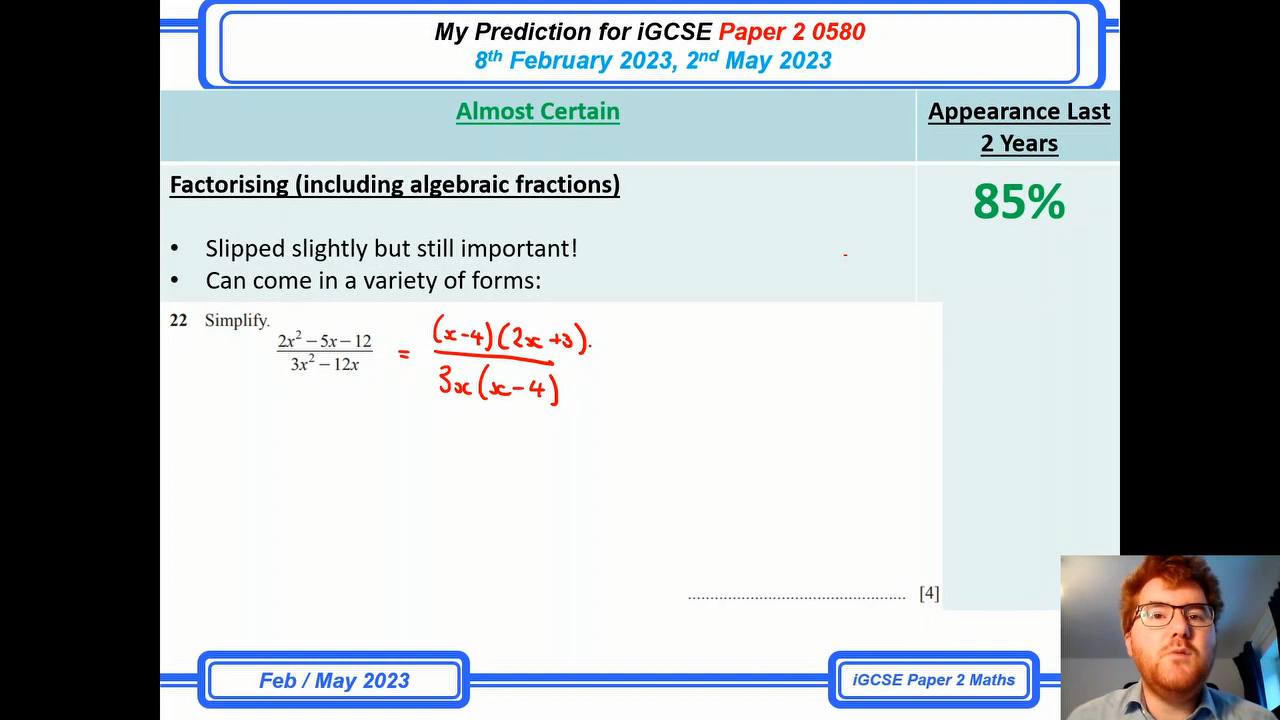 My Prediction for iGCSE Paper 2 0580
8th February 2023, 2nd May 2023
Almost Certain
Appearance Last
2 Years
Factorising (including algebraic fractions)
85%
• Slipped slightly but still important!
• Can come in a variety of forms:
22 Simplify.
2x² − 5x − 12
3x² − 12x
=
(x-4)(2x+3).
3x(x-4)
.................................................. [4]
Feb / May 2023
iGCSE Paper 2 Maths